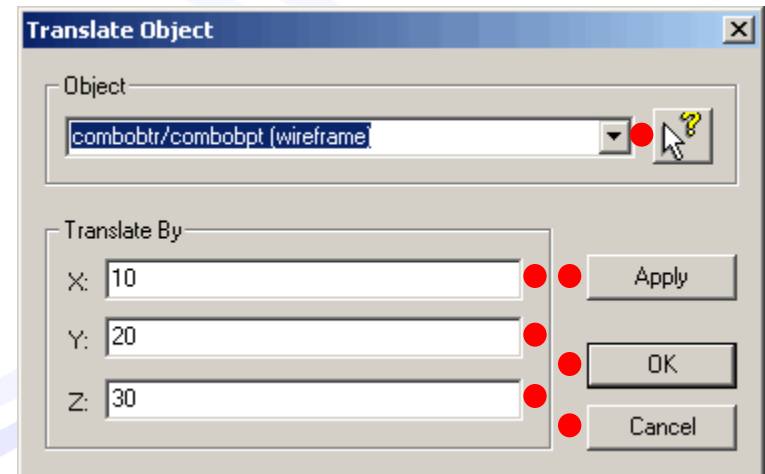 Translate Object
Object
combobtr/combobpt (wireframe)
Translate By
X: 10
Apply
Y: 20
OK
Z: 30
Cancel